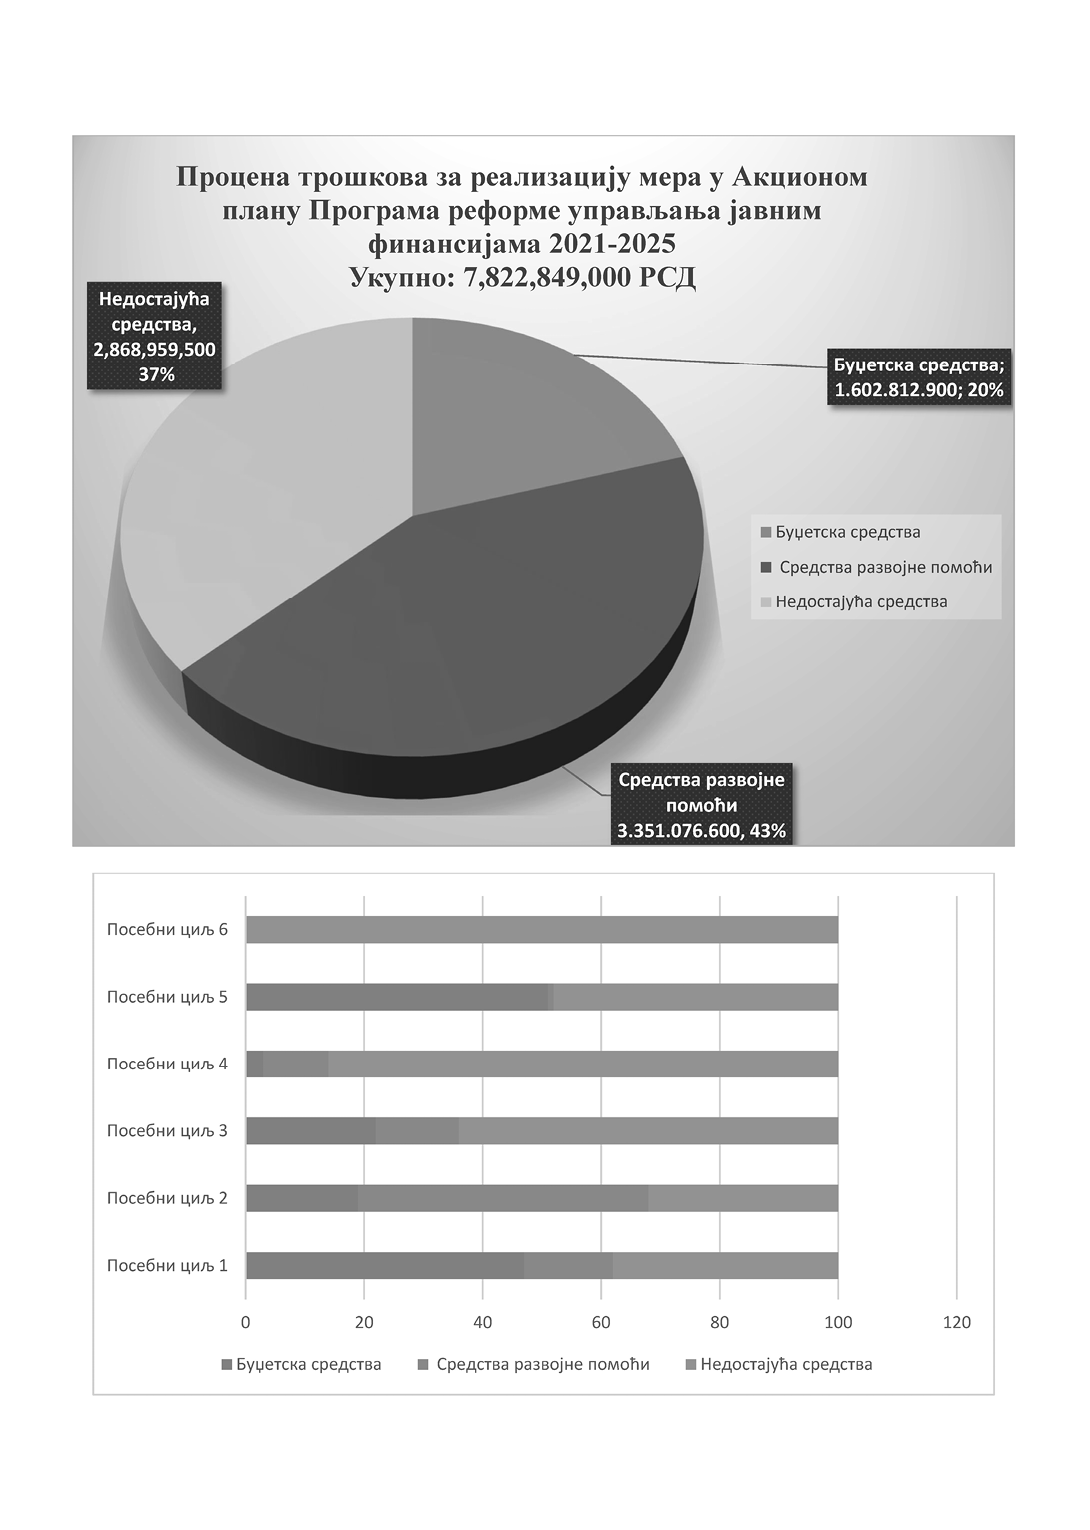 Процена трошкова за реализацију мера у Акционом
плану Програма реформе управљања јавним
финансијама 2021-2025
Укупно: 7,822,849,000 РСД
Недостајућа
средства,
2,868,959,500
37%
Буџетска средства;
1.602.812.900; 20%
Буџетска средства
Средства развојне помоћи
Недостајућа средства
Средства развојне
помоћи
3.351.076.600, 43%
Посебни циљ 6
Посебни циљ 5
Посебни циљ 4
Посебни циљ 3
Посебни циљ 2
Посебни циљ 1
0 20 40 60 80 100 120
Буџетска средства Средства развојне помоћи Недостајућа средства